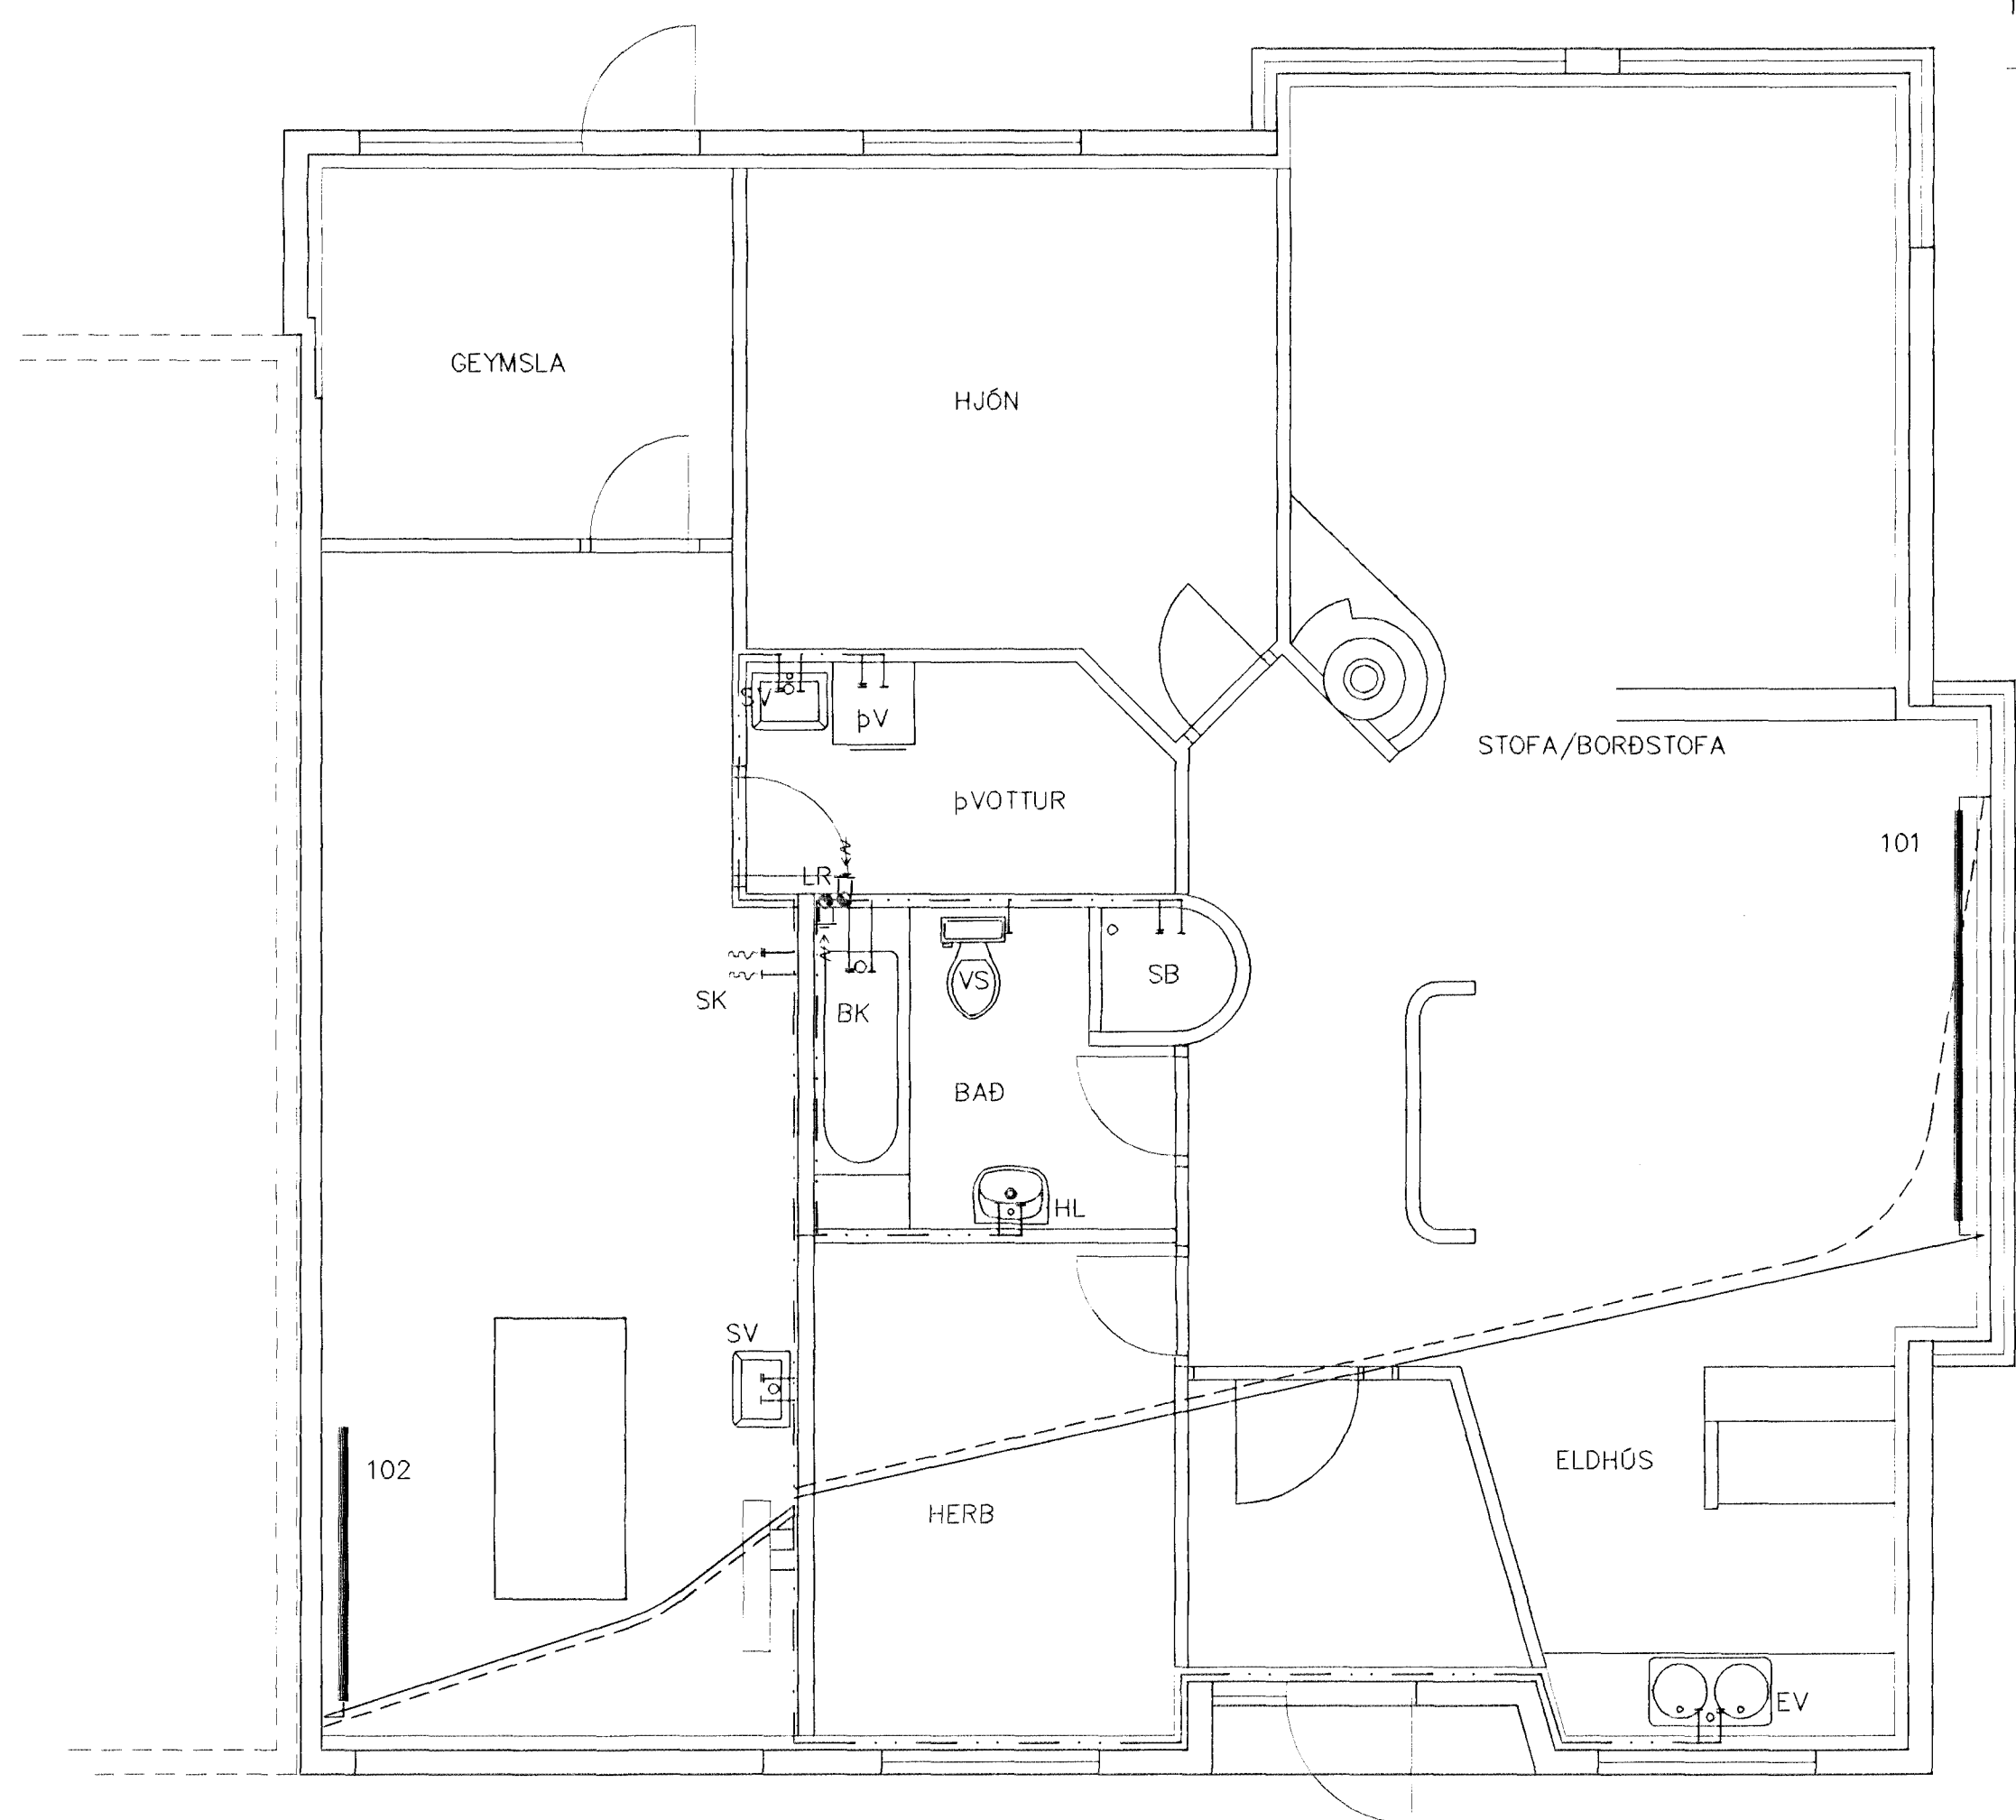 GEYMSLA
HJÓN
SV
þV
STOFA/BORÐSTOFA
þVOTTUR
101
LR
SK
BK
VS
SB
BAÐ
HL
SV
102
HERB
ELDHÚS
EV